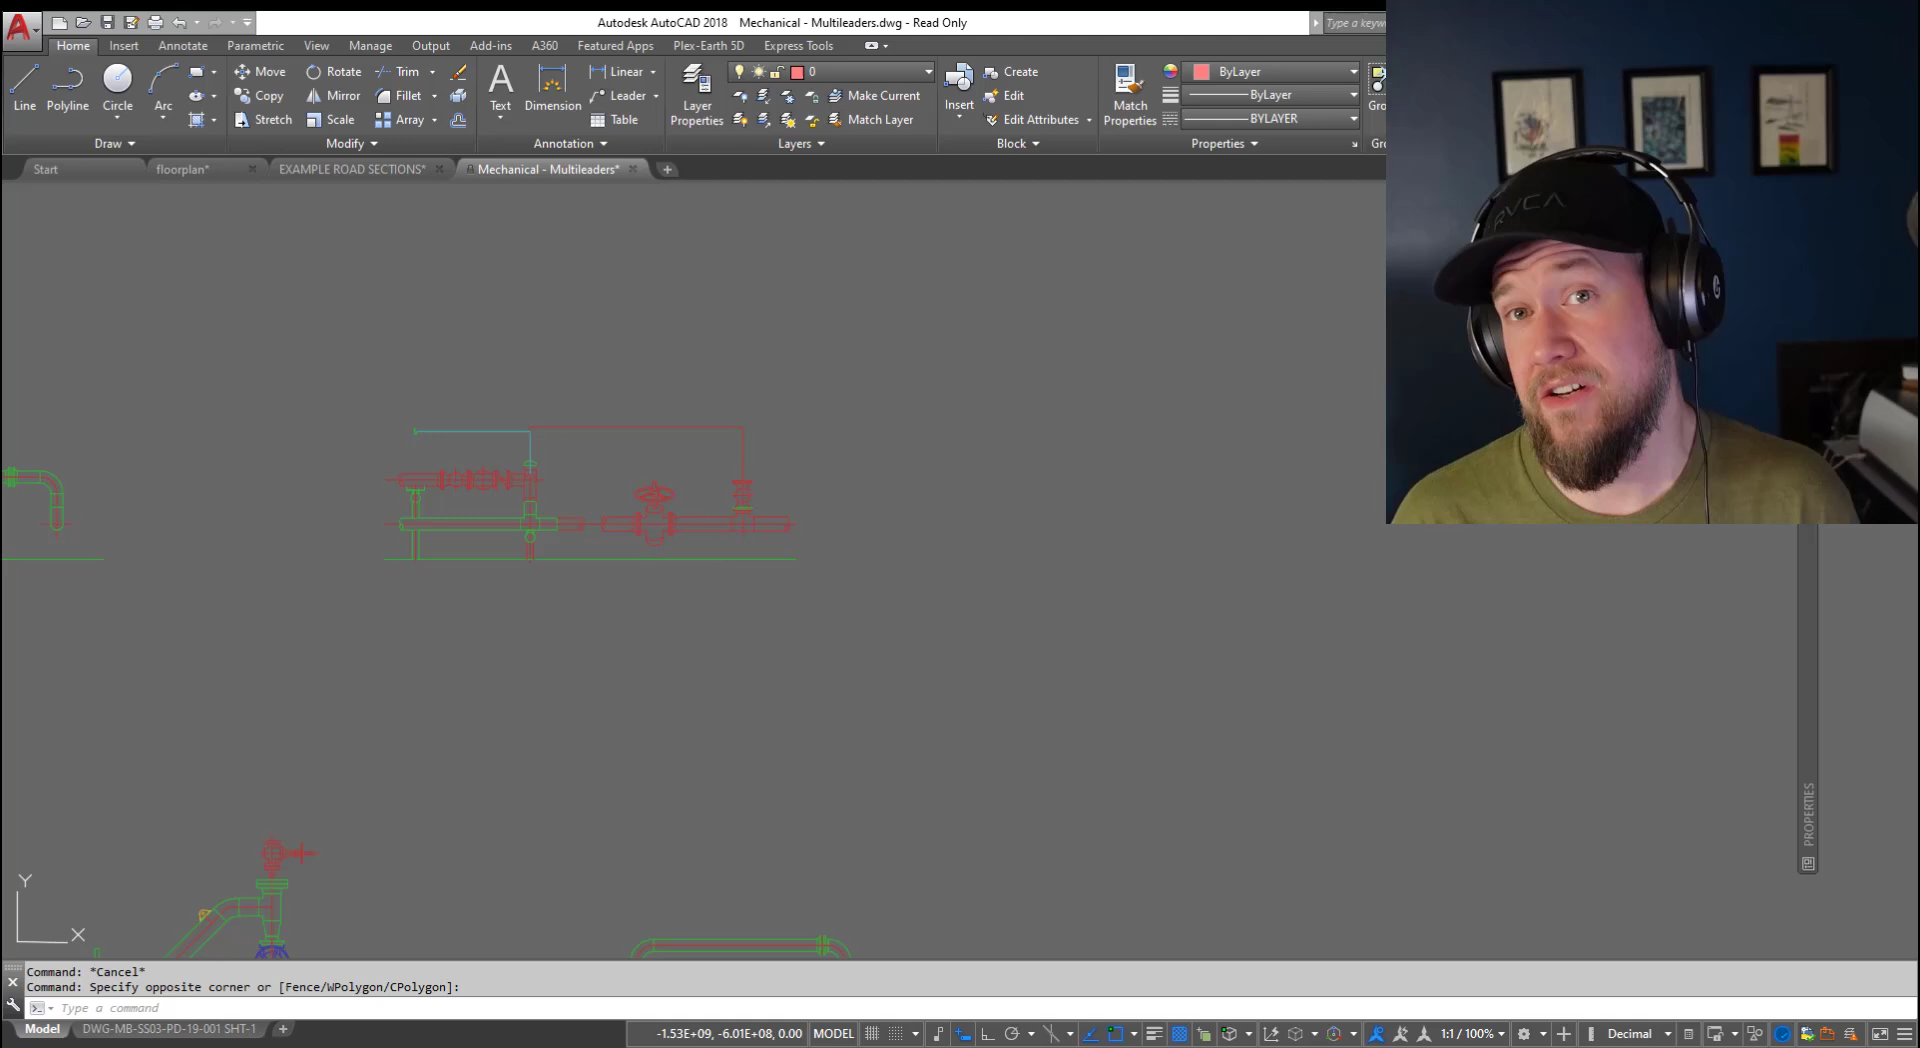 Autodesk AutoCAD 2018 Mechanical - Multileaders.dwg - Read Only
Type a keyw
Home Insert Annotate Parametric View Manage Output Add-ins A360 Featured Apps Plex-Earth 5D Express Tools
Line Polyline Circle Arc
Move Rotate Trim
Copy Mirror Fillet
Stretch Scale Array
Text Dimension
Linear
Leader
Table
Layer Properties
0
Make Current
Match Layer
Insert
Create
Edit
Edit Attributes
Match Properties
ByLayer
ByLayer
BYLAYER
Gro
Draw Modify Annotation Layers Block Properties Gro
Start floorplan* EXAMPLE ROAD SECTIONS* Mechanical - Multileaders*
RVCA
G
PROPERTIES
Y
X
Command: *Cancel*
Command: Specify opposite corner or [Fence/WPolygon/CPolygon]:
Type a command
Model DWG-MB-SS03-PD-19-001 SHT-1
-1.53E+09, -6.01E+08, 0.00 MODEL 1:1 / 100% Decimal